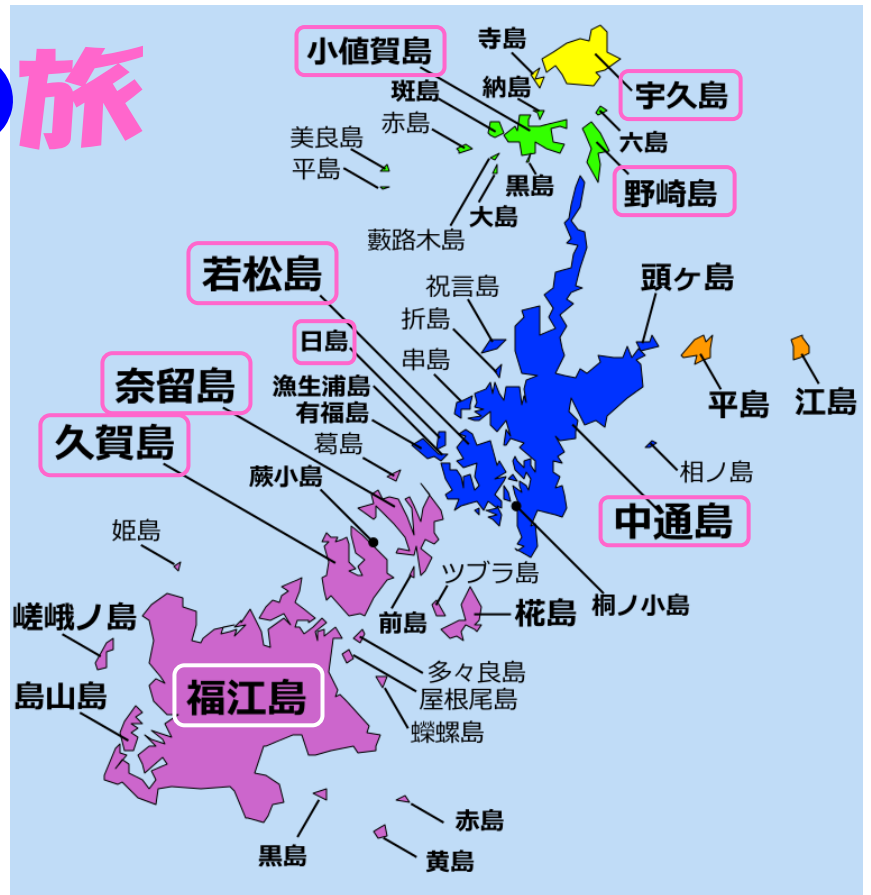 の旅
小値賀島
寺島
斑島
納島
宇久島
赤島
六島
美良島
平島
黒島
野崎島
大島
藪路木島
若松島
祝言島
頭ヶ島
折島
日島
串島
奈留島
漁生浦島
平島
江島
有福島
久賀島
葛島
相ノ島
蕨小島
中通島
姫島
ツブラ島
桐ノ小島
嵯峨ノ島
前島
椛島
多々良島
島山島
福江島
屋根尾島
蠑螺島
黒島
赤島
黄島